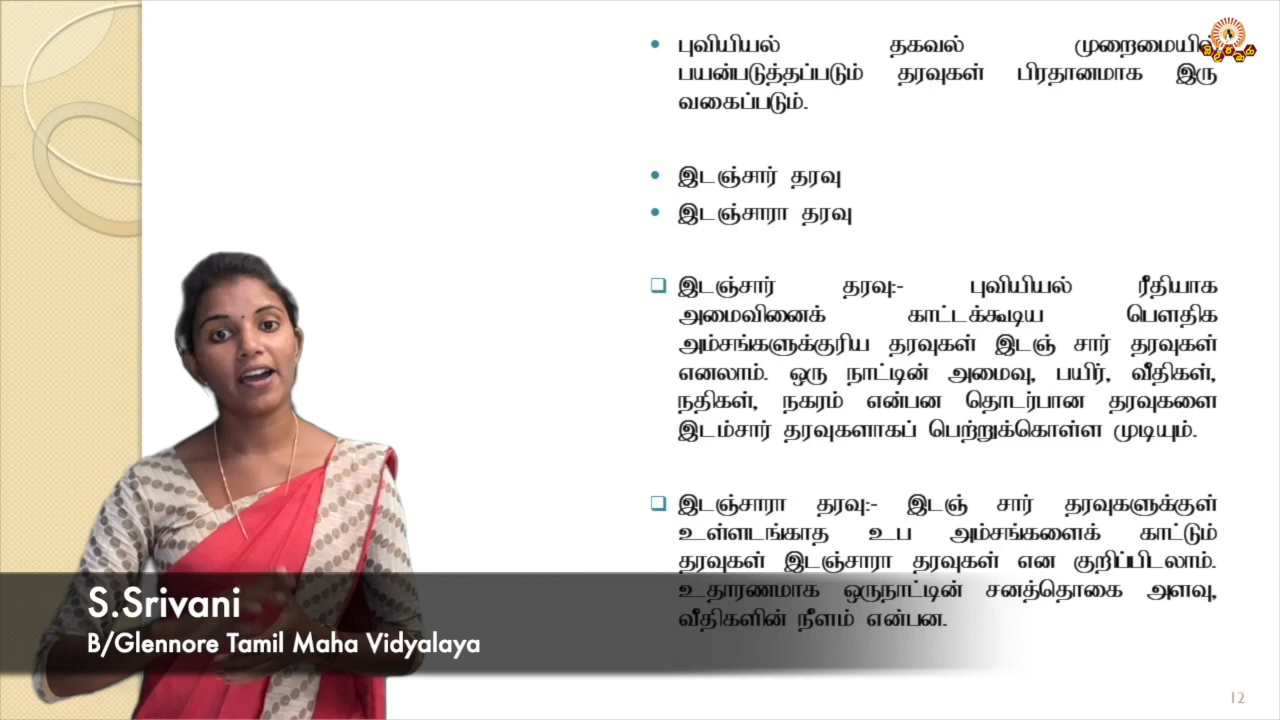 புவியியல் தகவல் முறைமையில்
பயன்படுத்தப்படும் தரவுகள் பிரதானமாக இரு
வகைப்படும்.
இடஞ்சார் தரவு
இடஞ்சாரா தரவு
இடஞ்சார் தரவு:- புவியியல் ரீதியாக
அமைவினைக் காட்டக்கூடிய பௌதிக
அம்சங்களுக்குரிய தரவுகள் இடஞ் சார் தரவுகள்
எனலாம். ஒரு நாட்டின் அமைவு, பயிர், வீதிகள்,
நதிகள், நகரம் என்பன தொடர்பான தரவுகளை
இடம்சார் தரவுகளாகப் பெற்றுக்கொள்ள முடியும்.
இடஞ்சாரா தரவு:- இடஞ் சார் தரவுகளுக்குள்
உள்ளடங்காத உப அம்சங்களைக் காட்டும்
தரவுகள் இடஞ்சாரா தரவுகள் என குறிப்பிடலாம்.
உதாரணமாக ஒருநாட்டின் சனத்தொகை அளவு,
வீதிகளின் நீளம் என்பன.
S.Srivani
B/Glennore Tamil Maha Vidyalaya
12